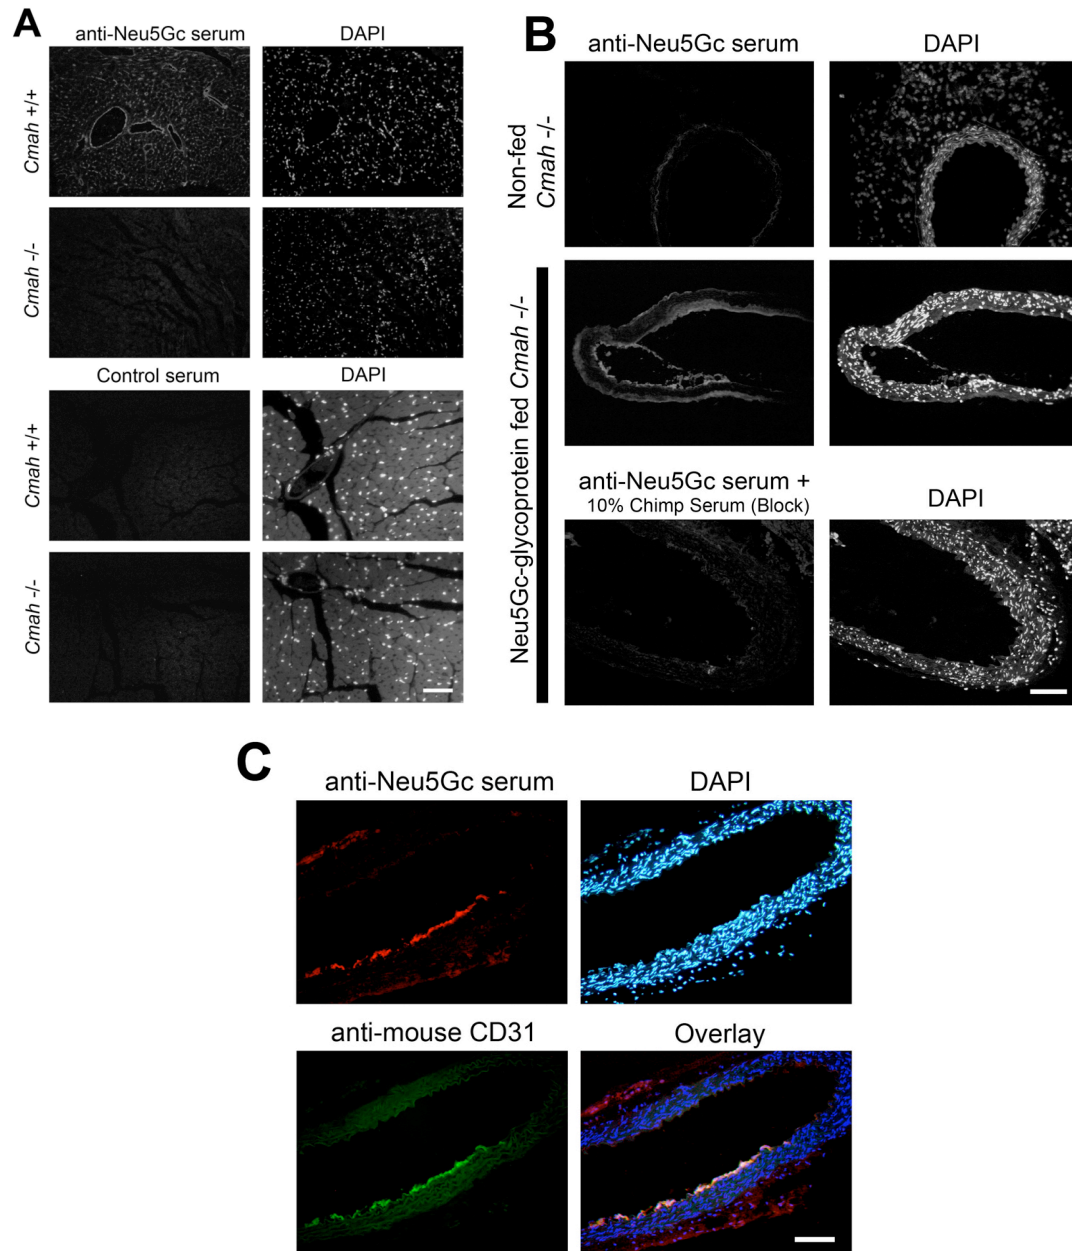 A
anti-Neu5Gc serum
DAPI
Cmah +/+
Cmah -/-
Control serum
DAPI
Cmah +/+
Cmah -/-
B
anti-Neu5Gc serum
DAPI
Non-fed
Cmah -/-
Neu5Gc-glycoprotein fed Cmah -/-
anti-Neu5Gc serum +
10% Chimp Serum (Block)
DAPI
C
anti-Neu5Gc serum
DAPI
anti-mouse CD31
Overlay